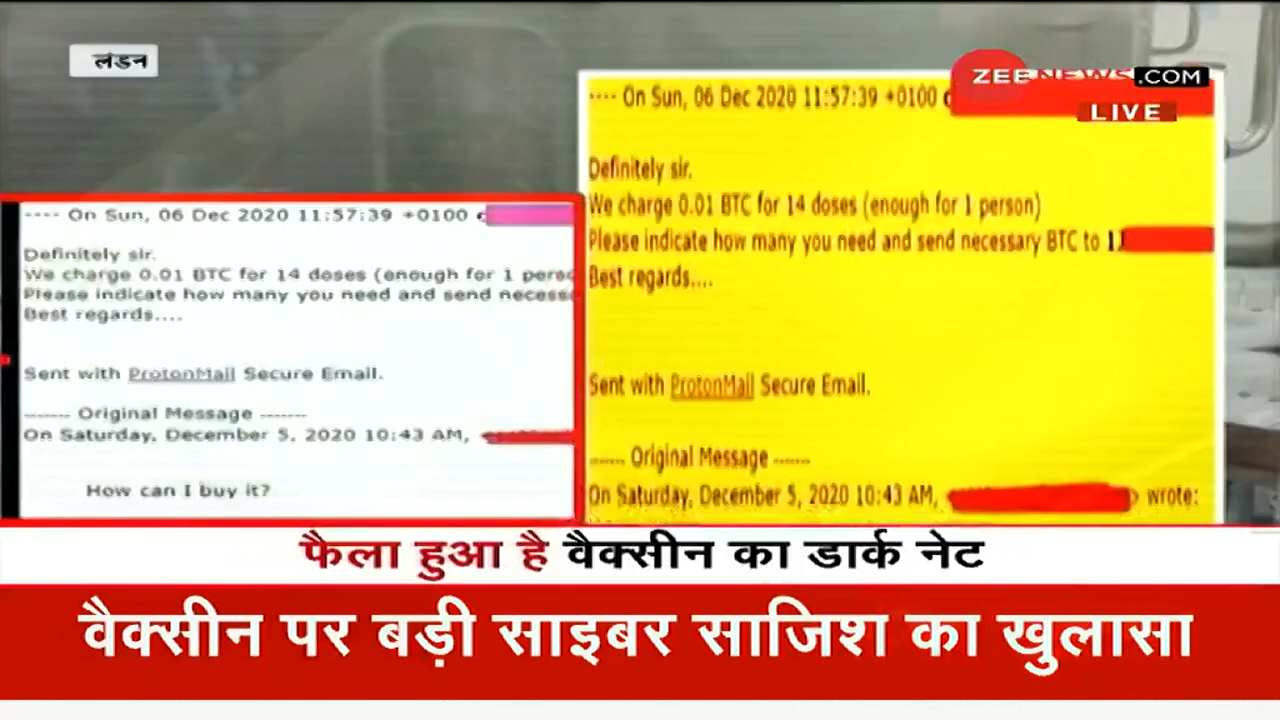 लंडन
ZEE NEWS.COM
LIVE
---- On Sun, 06 Dec 2020 11:57:39 +0100
Definitely sir.
We charge 0.01 BTC for 14 doses (enough for 1 perso
Please indicate how many you need and send necess
Best regards....
Sent with ProtonMail Secure Email.
------- Original Message -------
On Saturday, December 5, 2020 10:43 AM,
How can I buy it?
---- On Sun, 06 Dec 2020 11:57:39 +0100
Definitely sir.
We charge 0.01 BTC for 14 doses (enough for 1 person)
Please indicate how many you need and send necessary BTC to
Best regards....
Sent with ProtonMail Secure Email.
------ Original Message ------
On Saturday, December 5, 2020 10:43 AM, wrote:
फैला हुआ है वैक्सीन का डार्क नेट
वैक्सीन पर बड़ी साइबर साजिश का खुलासा